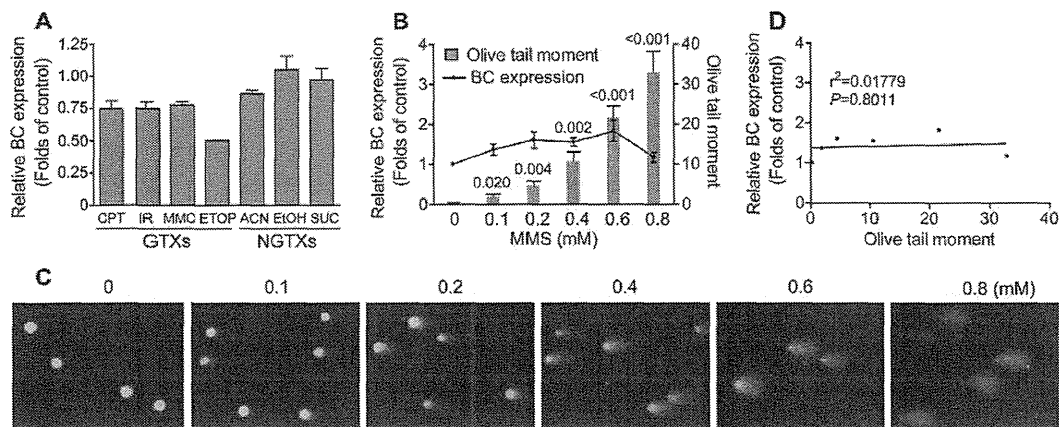 A
Relative BC expression
(Folds of control)
1.25
1.00
0.75
0.50
0.25
0
CPT IR MMC ETOP ACN EtOH SUC
GTXs NGTXs
B
Relative BC expression
(Folds of control)
4
3
2
1
0
Olive tail moment
BC expression
0.020
0.004
0.002
<0.001
<0.001
40
30
20
10
0
Olive tail moment
0 0.1 0.2 0.4 0.6 0.8
MMS (mM)
D
Relative BC expression
(Folds of control)
4
3
2
1
0
r²=0.01779
P=0.8011
0 10 20 30 40
Olive tail moment
C
0 0.1 0.2 0.4 0.6 0.8 (mM)